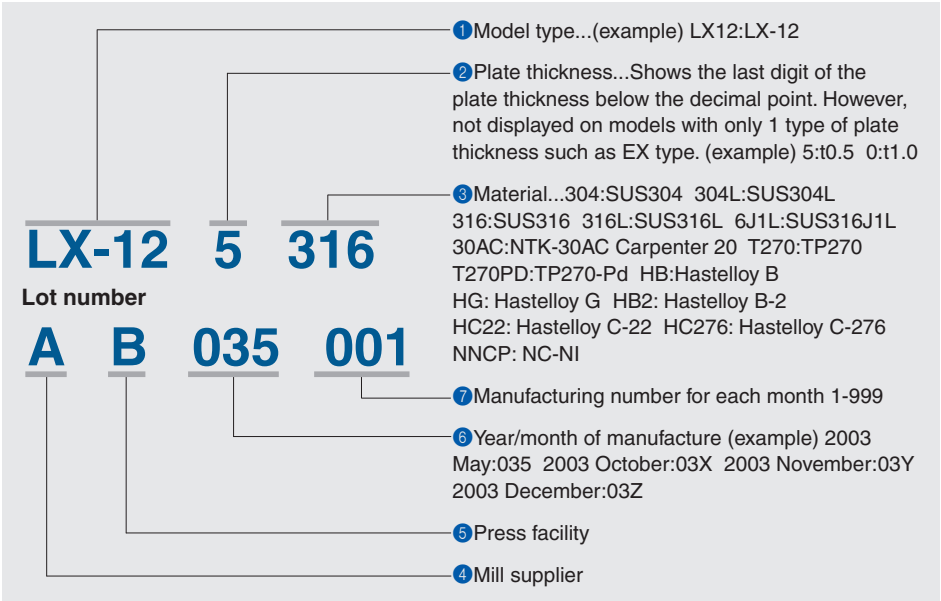 ❶Model type...(example) LX12:LX-12
❷Plate thickness...Shows the last digit of the
plate thickness below the decimal point. However,
not displayed on models with only 1 type of plate
thickness such as EX type. (example) 5:t0.5 0:t1.0
❸Material...304:SUS304 304L:SUS304L
316:SUS316 316L:SUS316L 6J1L:SUS316J1L
30AC:NTK-30AC Carpenter 20 T270:TP270
T270PD:TP270-Pd HB:Hastelloy B
HG: Hastelloy G HB2: Hastelloy B-2
HC22: Hastelloy C-22 HC276: Hastelloy C-276
NNCP: NC-NI
LX-12 5 316
Lot number
A B 035 001
❼Manufacturing number for each month 1-999
❻Year/month of manufacture (example) 2003
May:035 2003 October:03X 2003 November:03Y
2003 December:03Z
❺Press facility
❹Mill supplier